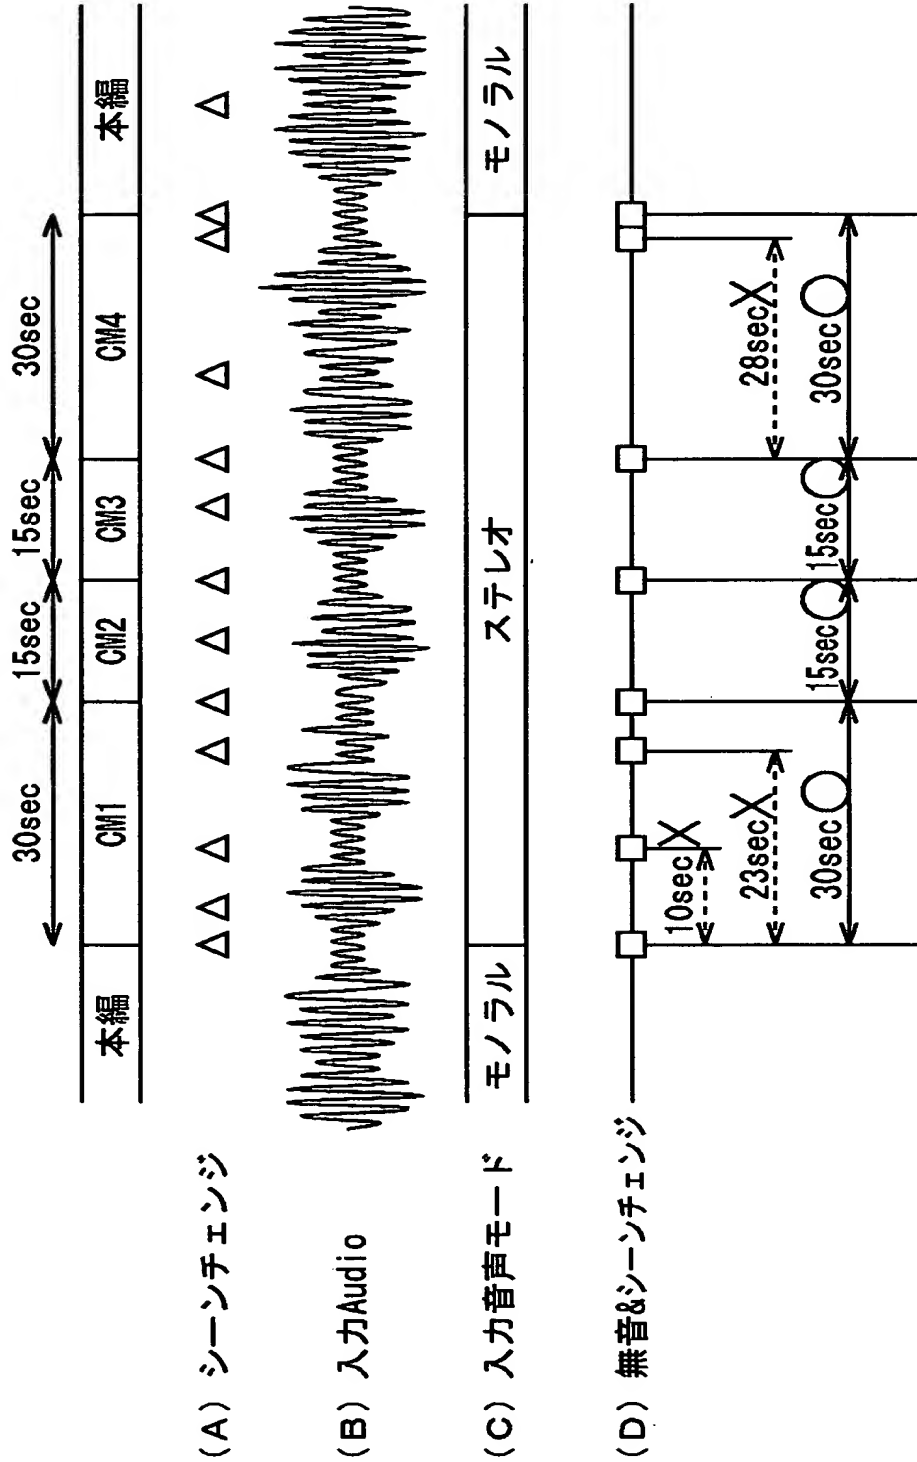 30sec 15sec 15sec 30sec
本編 CM1 CM2 CM3 CM4 本編
(A) シーンチェンジ
(B) 入力Audio
(C) 入力音声モード モノラル ステレオ モノラル
(D) 無音&シーンチェンジ
10sec X
23sec X 28sec X
30sec 15sec 15sec 30sec